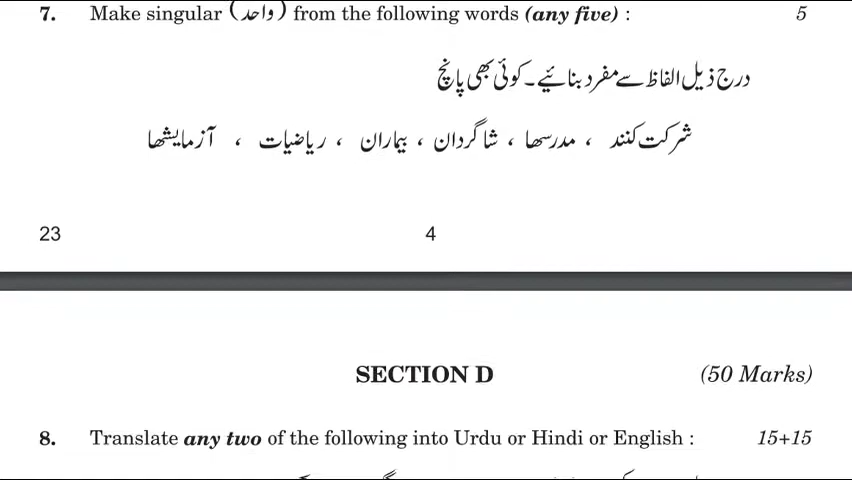 7. Make singular (واحد) from the following words (any five) : 5
درج ذیل الفاظ سے مفرد بنائیے۔ کوئی بھی پانچ
شرکت کنند ، مدرسھا ، شاگردان ، بیماران ، ریاضیات ، آزمایشھا
23 4
SECTION D (50 Marks)
8. Translate any two of the following into Urdu or Hindi or English : 15+15